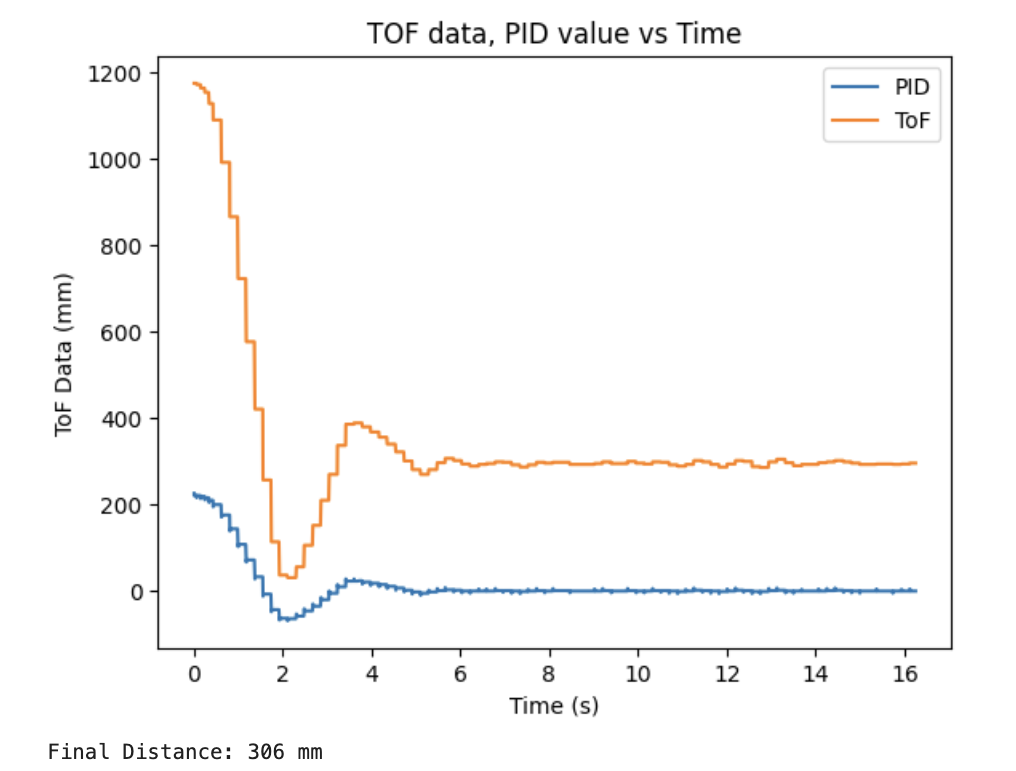 TOF data, PID value vs Time
PID
ToF
1200
1000
800
600
400
200
0
ToF Data (mm)
0 2 4 6 8 10 12 14 16
Time (s)
Final Distance: 306 mm